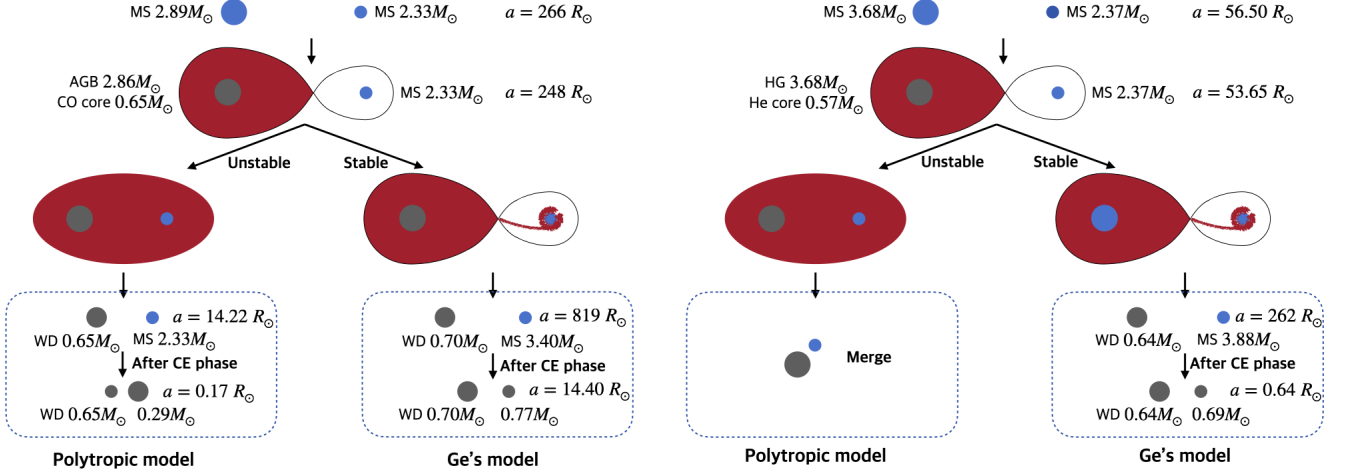 MS 2.89M⊙ MS 2.33M⊙ a = 266 R⊙
AGB 2.86M⊙
CO core 0.65M⊙
MS 2.33M⊙ a = 248 R⊙
Unstable Stable
a = 14.22 R⊙
WD 0.65M⊙ MS 2.33M⊙
After CE phase
a = 0.17 R⊙
WD 0.65M⊙ 0.29M⊙
Polytropic model
a = 819 R⊙
WD 0.70M⊙ MS 3.40M⊙
After CE phase
a = 14.40 R⊙
WD 0.70M⊙ 0.77M⊙
Ge's model
MS 3.68M⊙ MS 2.37M⊙ a = 56.50 R⊙
HG 3.68M⊙
He core 0.57M⊙
MS 2.37M⊙ a = 53.65 R⊙
Unstable Stable
Merge
Polytropic model
a = 262 R⊙
WD 0.64M⊙ MS 3.88M⊙
After CE phase
a = 0.64 R⊙
WD 0.64M⊙ 0.69M⊙
Ge's model